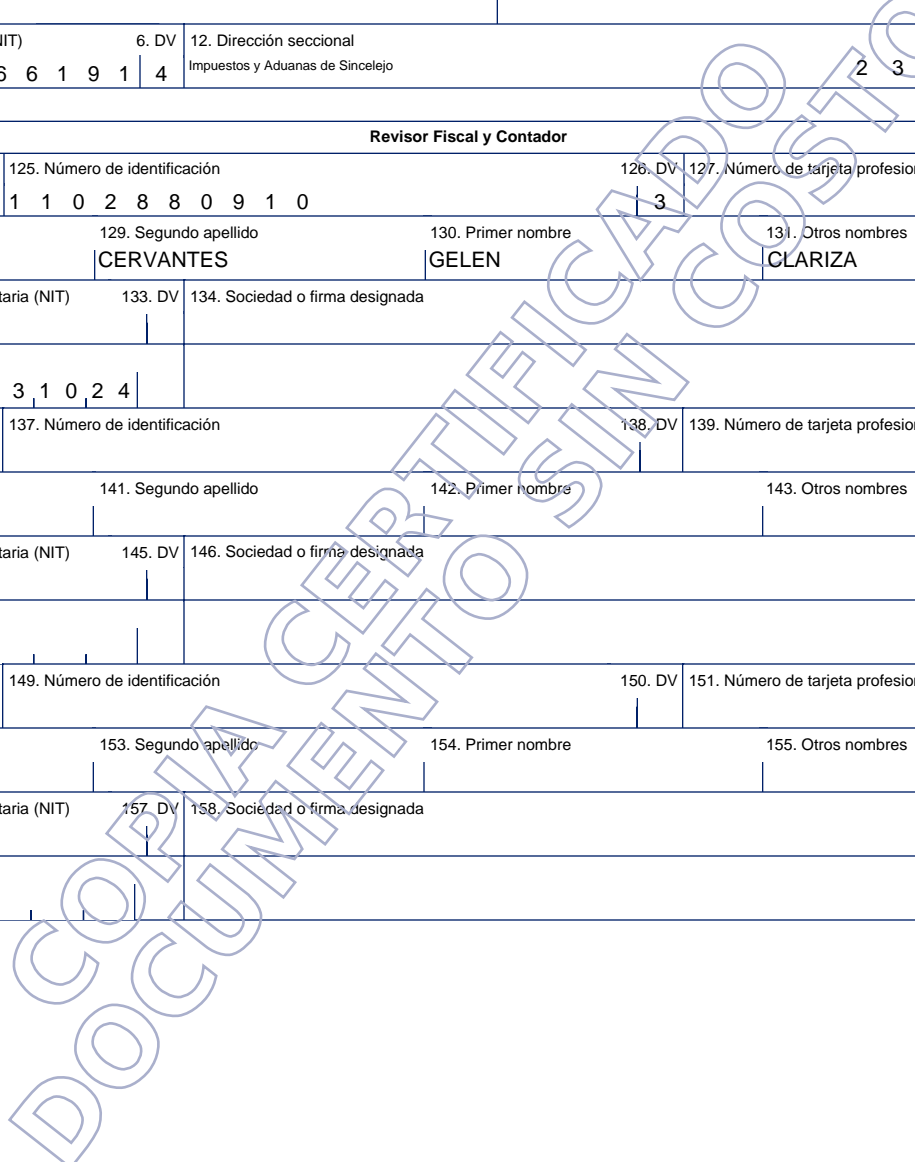 NIT) 6. DV 12. Dirección seccional
6 6 1 9 1 4 Impuestos y Aduanas de Sincelejo 2 3
Revisor Fiscal y Contador
125. Número de identificación 126. DV 127. Número de tarjeta profesion
1 1 0 2 8 8 0 9 1 0 3
129. Segundo apellido 130. Primer nombre 131. Otros nombres
CERVANTES GELEN CLARIZA
taria (NIT) 133. DV 134. Sociedad o firma designada
3 1 0 2 4
137. Número de identificación 138. DV 139. Número de tarjeta profesion
141. Segundo apellido 142. Primer nombre 143. Otros nombres
taria (NIT) 145. DV 146. Sociedad o firma designada
149. Número de identificación 150. DV 151. Número de tarjeta profesion
153. Segundo apellido 154. Primer nombre 155. Otros nombres
taria (NIT) 157. DV 158. Sociedad o firma designada
COPIA CERTIFICADO
DOCUMENTO SIN COSTO